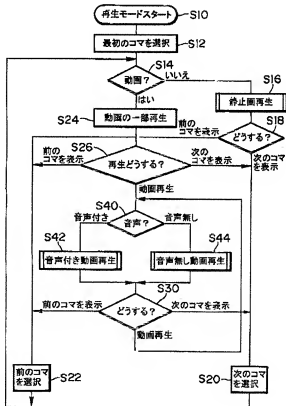 再生モードスタート
S10
最初のコマを選択
S12
S14
動画?
いいえ
はい
S16
静止画再生
S24
動画の一部再生
前の
コマを表示
S18
どうする?
S26
前の
コマを表示
再生どうする?
次の
コマを表示
次のコマ
を表示
動画再生
S40
音声付き
音声?
音声無し
S42
S44
音声付き動画再生
音声無し動画再生
S30
前のコマを表示
どうする?
次のコマを表示
動画再生
前のコマ
を選択
S22
S20
次のコマ
を選択